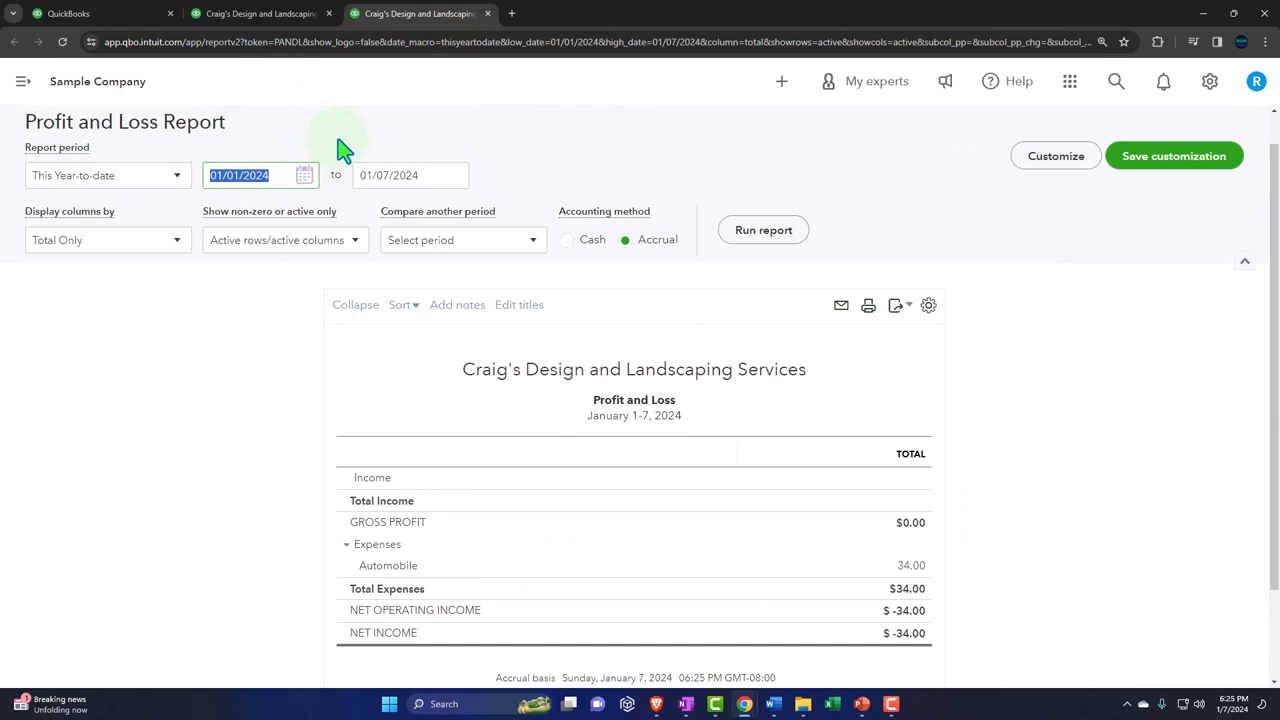 QuickBooks
Craig's Design and Landscaping
Craig's Design and Landscaping
app.qbo.intuit.com/app/reportv2?token=PANDL&show_logo=false&date_macro=thisyeartodate&low_date=01/01/2024&high_date=01/07/2024&column=total&showrows=active&subcol_pp=&subcol_pp_chg=&subcol_pp_perc=&subc...
Sample Company
My experts
Help
R
Profit and Loss Report
Report period
This Year-to-date
01/01/2024
to
01/07/2024
Customize
Save customization
Display columns by
Show non-zero or active only
Compare another period
Accounting method
Total Only
Active rows/active columns
Select period
Cash
Accrual
Run report
Collapse
Sort
Add notes
Edit titles
Craig's Design and Landscaping Services
Profit and Loss
January 1-7, 2024
TOTAL
Income
Total Income
GROSS PROFIT $0.00
Expenses
Automobile 34.00
Total Expenses $34.00
NET OPERATING INCOME $ -34.00
NET INCOME $ -34.00
Accrual basis Sunday, January 7, 2024 06:25 PM GMT-08:00
Breaking news
Unfolding now
Search
6:25 PM
1/7/2024